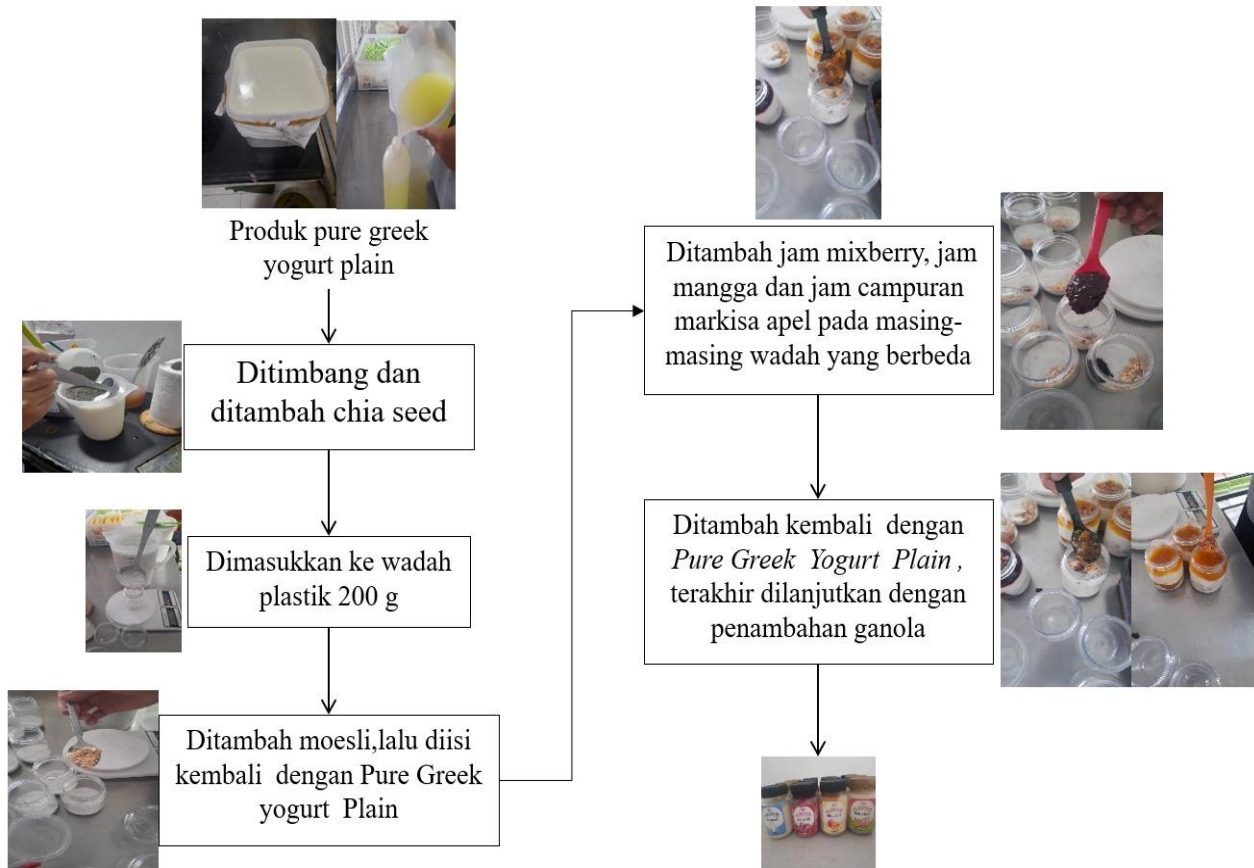 Produk pure greek
yogurt plain
Ditimbang dan
ditambah chia seed
Dimasukkan ke wadah
plastik 200 g
Ditambah moesli,lalu diisi
kembali dengan Pure Greek
yogurt Plain
Ditambah jam mixberry, jam
mangga dan jam campuran
markisa apel pada masing-
masing wadah yang berbeda
Ditambah kembali dengan
Pure Greek Yogurt Plain ,
terakhir dilanjutkan dengan
penambahan ganola